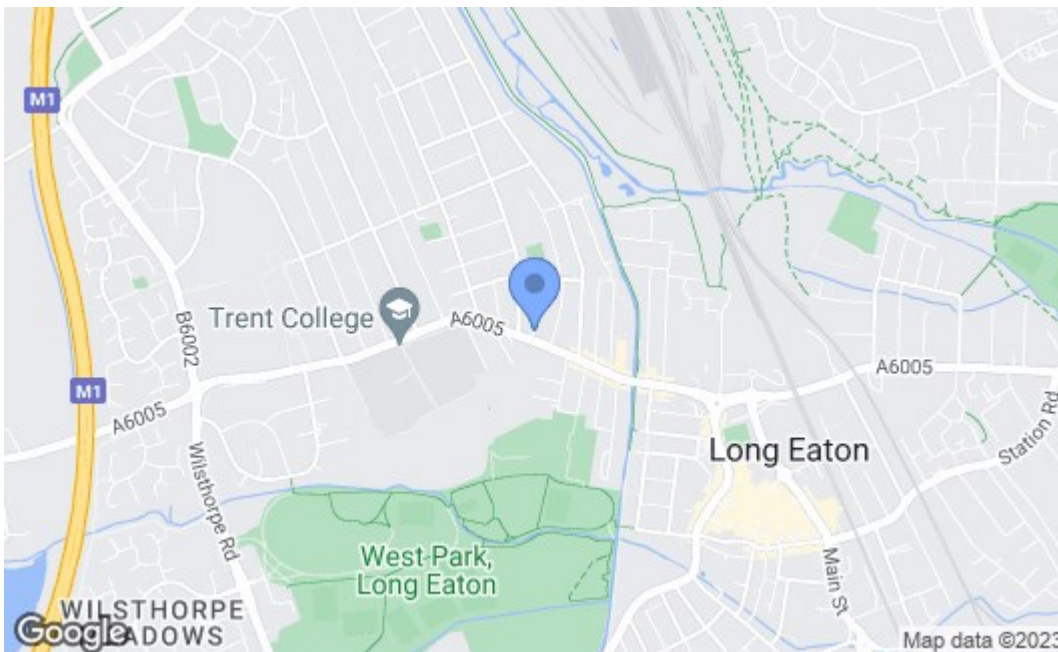 M1
Trent College
A6005
B6002
A6005
M1
A6005
Station Rd
Wilsthorpe Rd
Long Eaton
West Park,
Long Eaton
Main St
WILSTHORPE
MEADOWS
Google
Map data ©2023